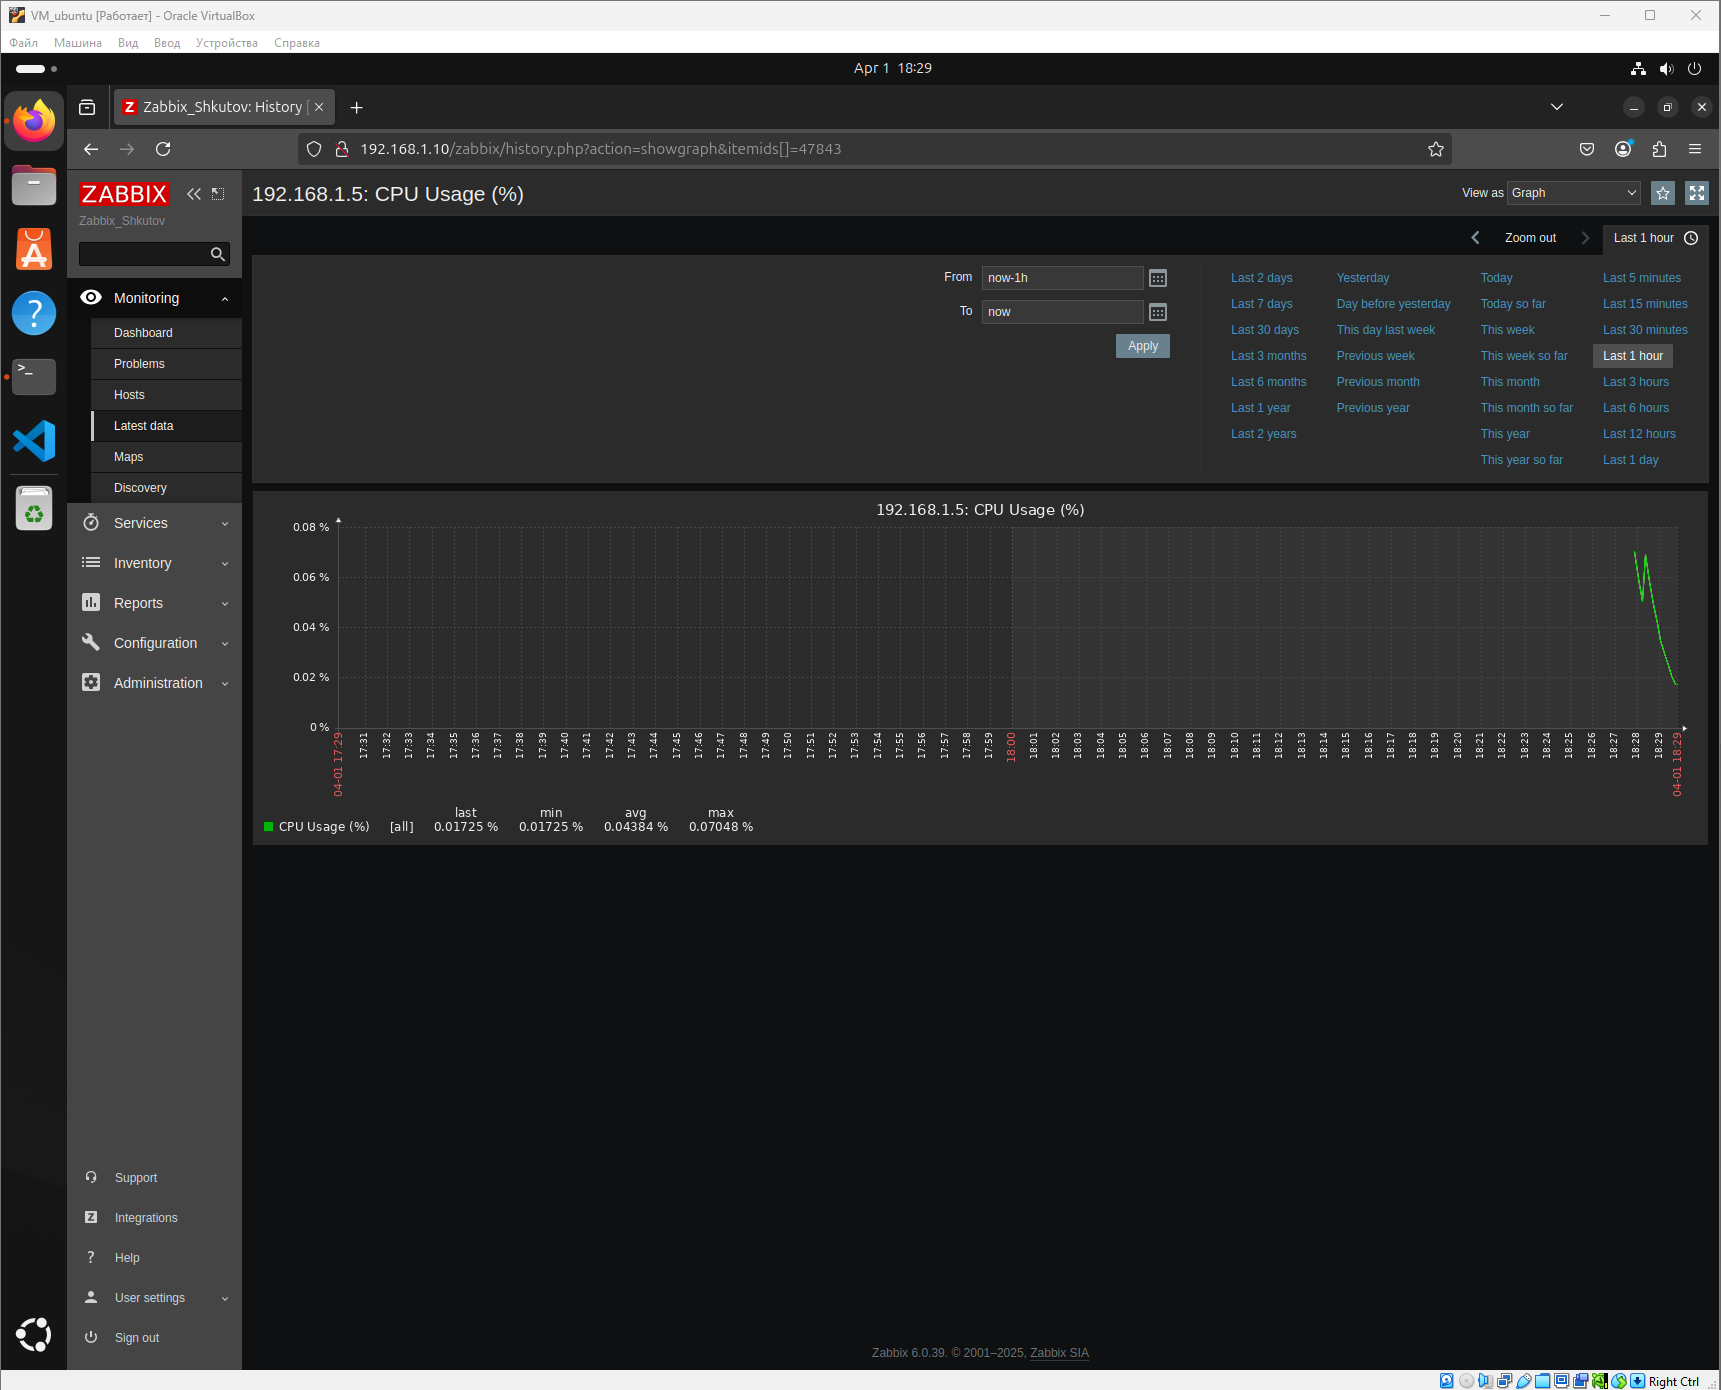 VM_ubuntu [Работает] - Oracle VirtualBox
Файл Машина Вид Ввод Устройства Справка
Apr 1 18:29
Zabbix_Shkutov: History [
192.168.1.10/zabbix/history.php?action=showgraph&itemids[]=47843
ZABBIX
Zabbix_Shkutov
Monitoring
Dashboard
Problems
Hosts
Latest data
Maps
Discovery
Services
Inventory
Reports
Configuration
Administration
Support
Integrations
Help
User settings
Sign out
192.168.1.5: CPU Usage (%)
View as Graph
Zoom out
Last 1 hour
From now-1h
To now
Apply
Last 2 days Yesterday Today Last 5 minutes
Last 7 days Day before yesterday Today so far Last 15 minutes
Last 30 days This day last week This week Last 30 minutes
Last 3 months Previous week This week so far Last 1 hour
Last 6 months Previous month This month Last 3 hours
Last 1 year Previous year This month so far Last 6 hours
Last 2 years This year Last 12 hours
This year so far Last 1 day
192.168.1.5: CPU Usage (%)
0.08 %
0.06 %
0.04 %
0.02 %
0 %
04-01 17:29 17:31 17:32 17:33 17:34 17:35 17:36 17:37 17:38 17:39 17:40 17:41 17:42 17:43 17:44 17:45 17:46 17:47 17:48 17:49 17:50 17:51 17:52 17:53 17:54 17:55 17:56 17:57 17:58 17:59 18:00 18:01 18:02 18:03 18:04 18:05 18:06 18:07 18:08 18:09 18:10 18:11 18:12 18:13 18:14 18:15 18:16 18:17 18:18 18:19 18:20 18:21 18:22 18:23 18:24 18:25 18:26 18:27 18:28 18:29 04-01 18:29
last min avg max
CPU Usage (%) [all] 0.01725 % 0.01725 % 0.04384 % 0.07048 %
Zabbix 6.0.39. © 2001–2025, Zabbix SIA
Right Ctrl